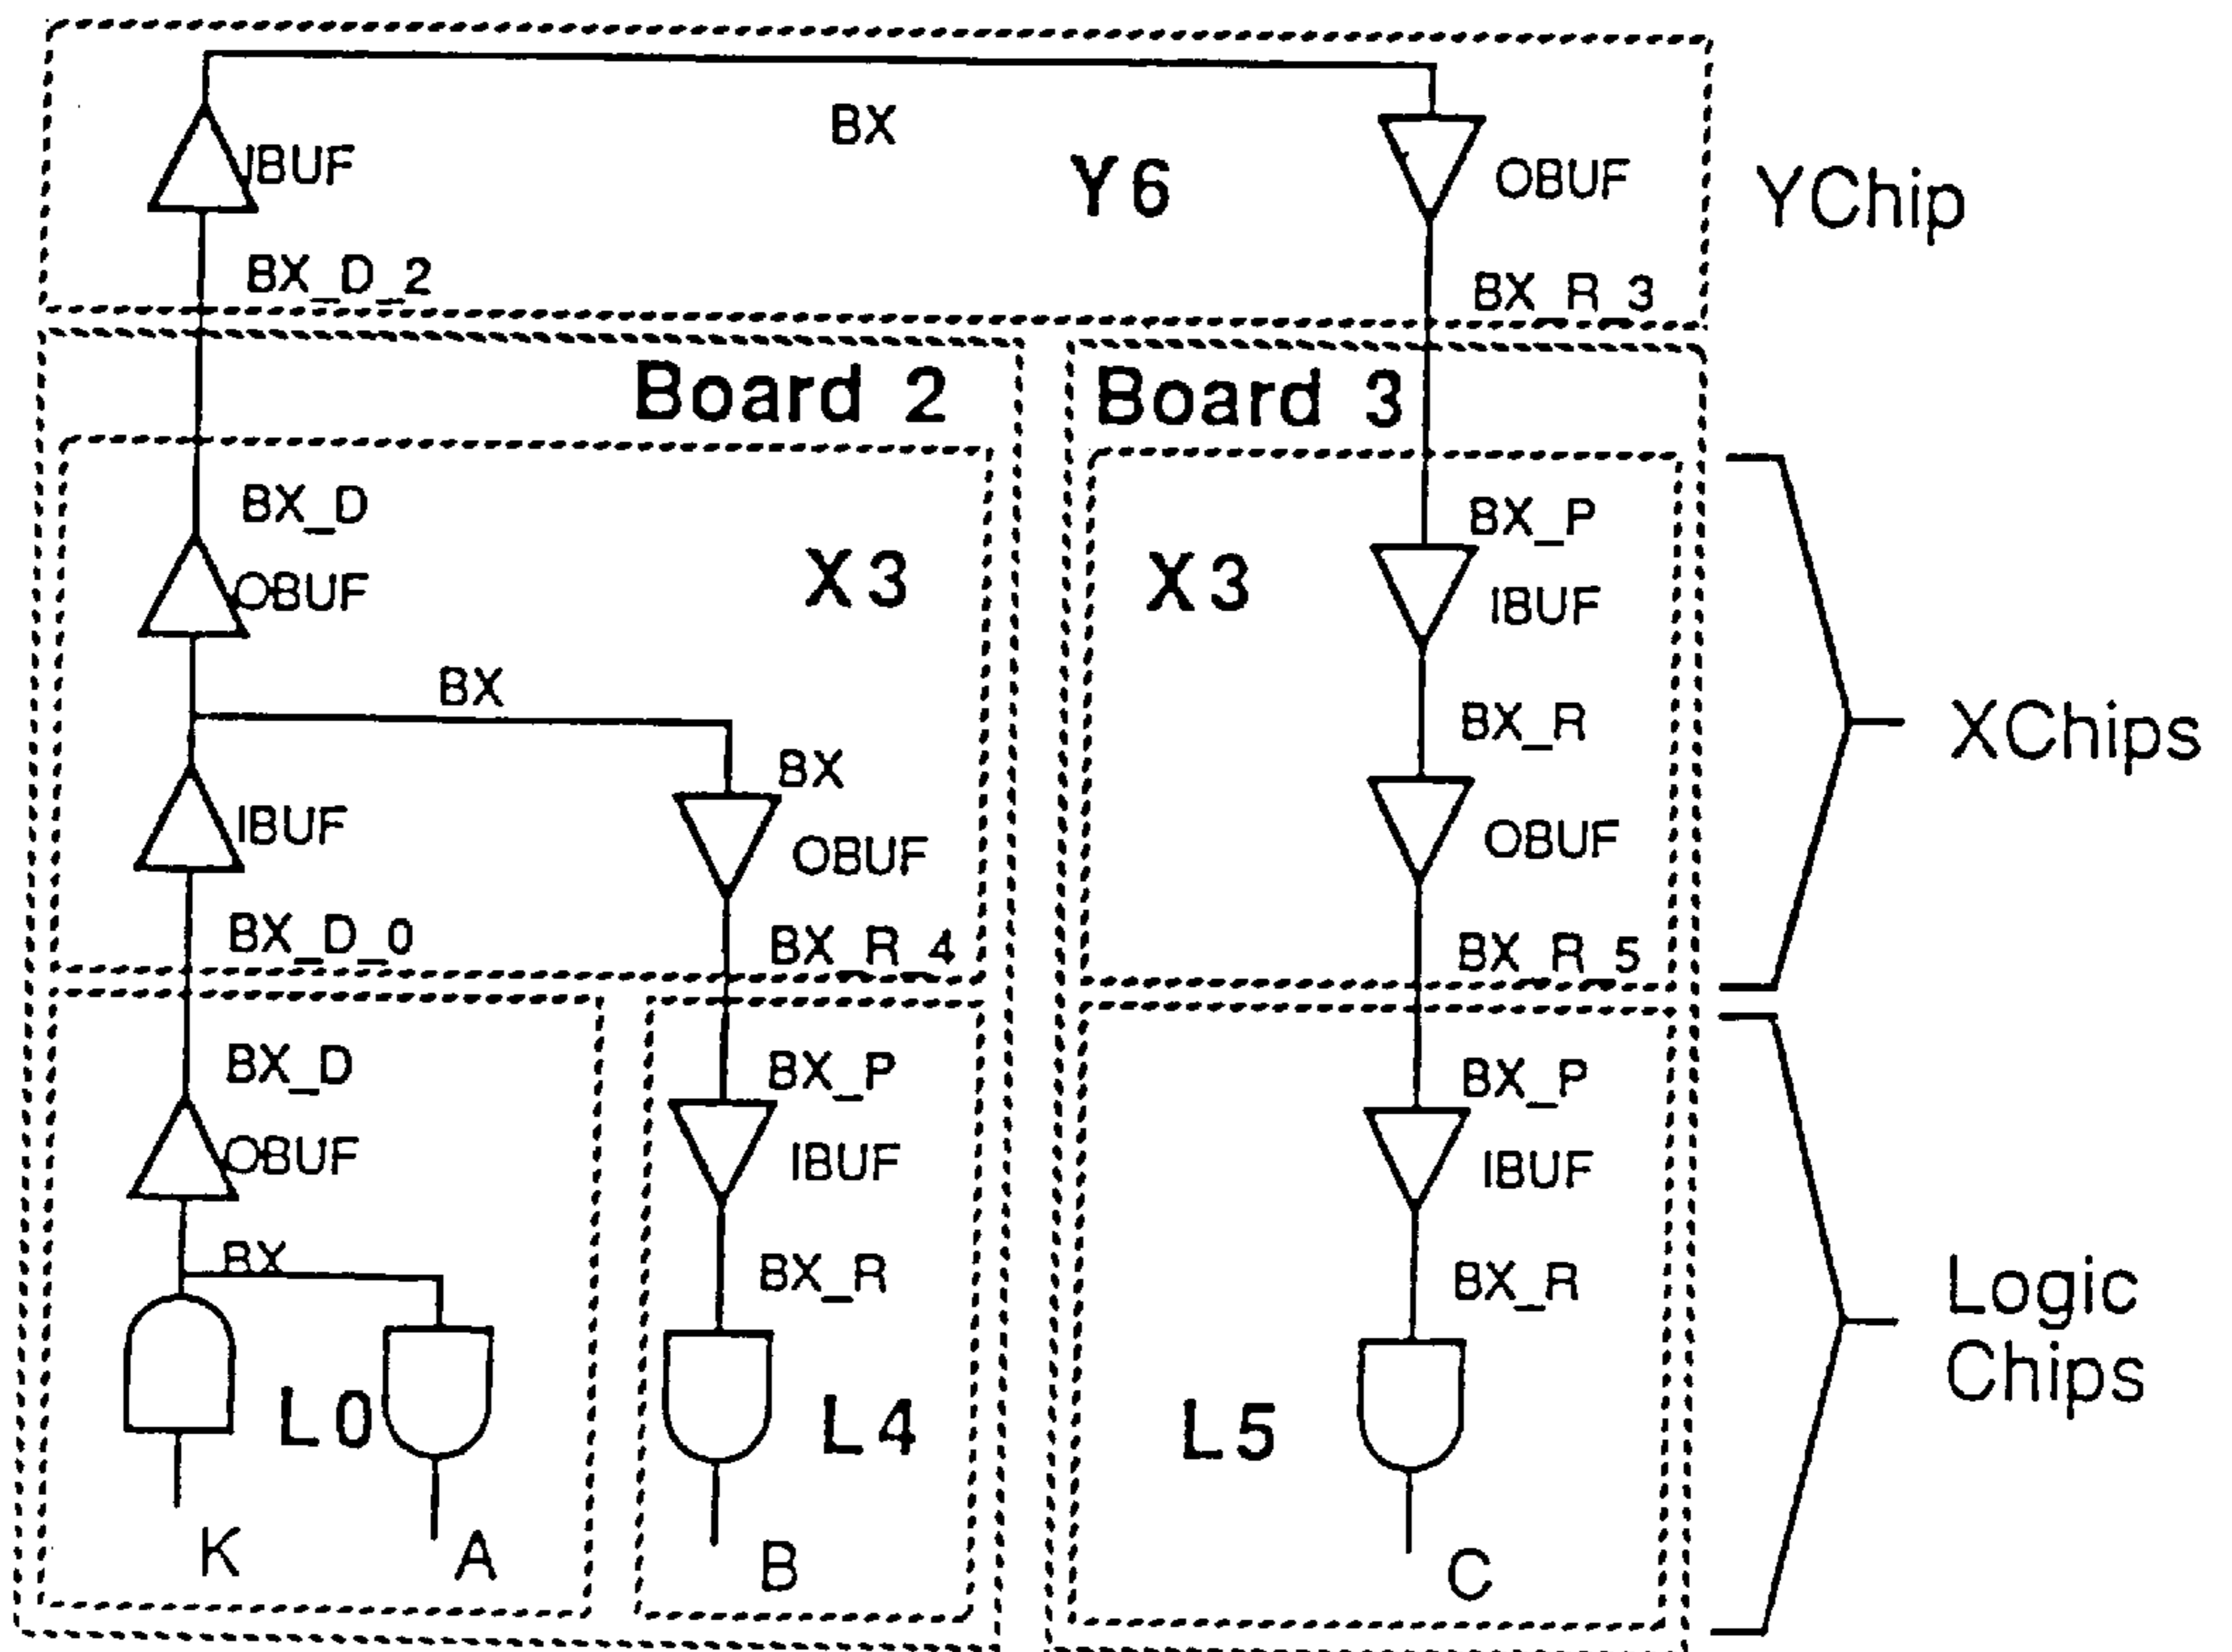 BX
IBUF
Y6
OBUF
YChip
BX_D_2
BX_R_3
Board 2
Board 3
BX_D
BX_P
OBUF
X3
X3
IBUF
BX
BX_R
XChips
BX
IBUF
OBUF
OBUF
BX_D_0
BX_R_4
BX_R_5
BX_D
BX_P
BX_P
OBUF
IBUF
IBUF
BX
BX_R
BX_R
Logic
Chips
L0
L4
L5
K
A
B
C